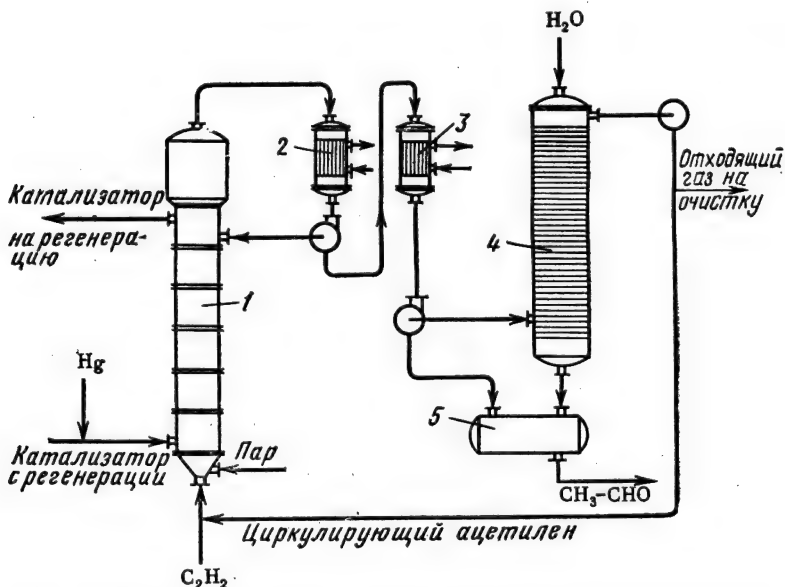 H₂O
2
3
Отходящий
газ на
очистку
Катализатор
на регенера-
цию
4
1
Hg
5
Катализатор
с регенерации
Пар
CH₃-CHO
Циркулирующий ацетилен
C₂H₂